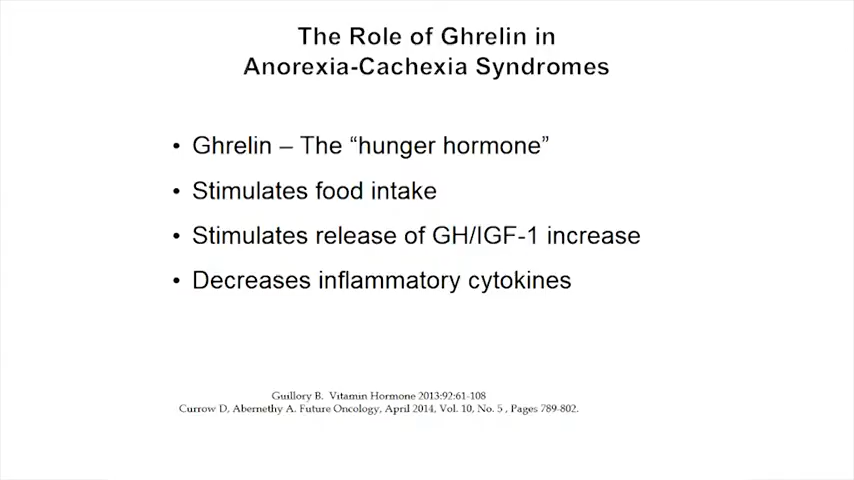 The Role of Ghrelin in
Anorexia-Cachexia Syndromes
• Ghrelin – The “hunger hormone”
• Stimulates food intake
• Stimulates release of GH/IGF-1 increase
• Decreases inflammatory cytokines
Guillory B. Vitamin Hormone 2013:92:61-108
Currow D, Abernethy A. Future Oncology, April 2014, Vol. 10, No. 5 , Pages 789-802.